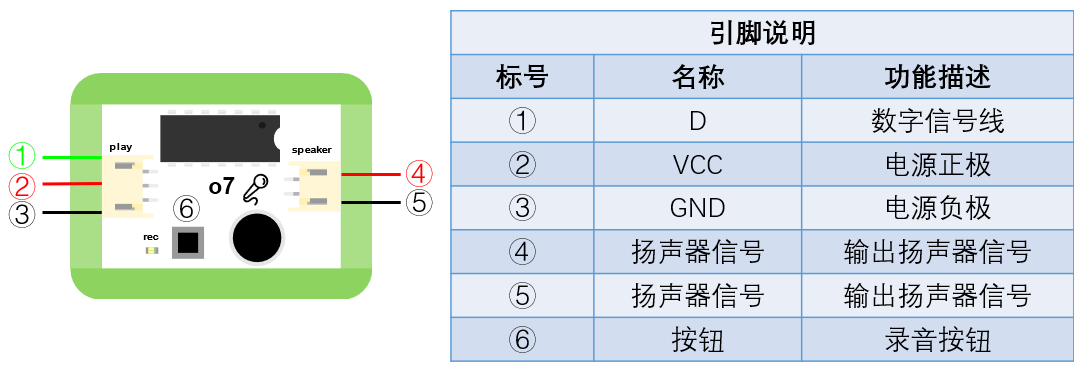 play
speaker
o7
rec
①
②
③
④
⑤
⑥
引脚说明
标号 名称 功能描述
① D 数字信号线
② VCC 电源正极
③ GND 电源负极
④ 扬声器信号 输出扬声器信号
⑤ 扬声器信号 输出扬声器信号
⑥ 按钮 录音按钮